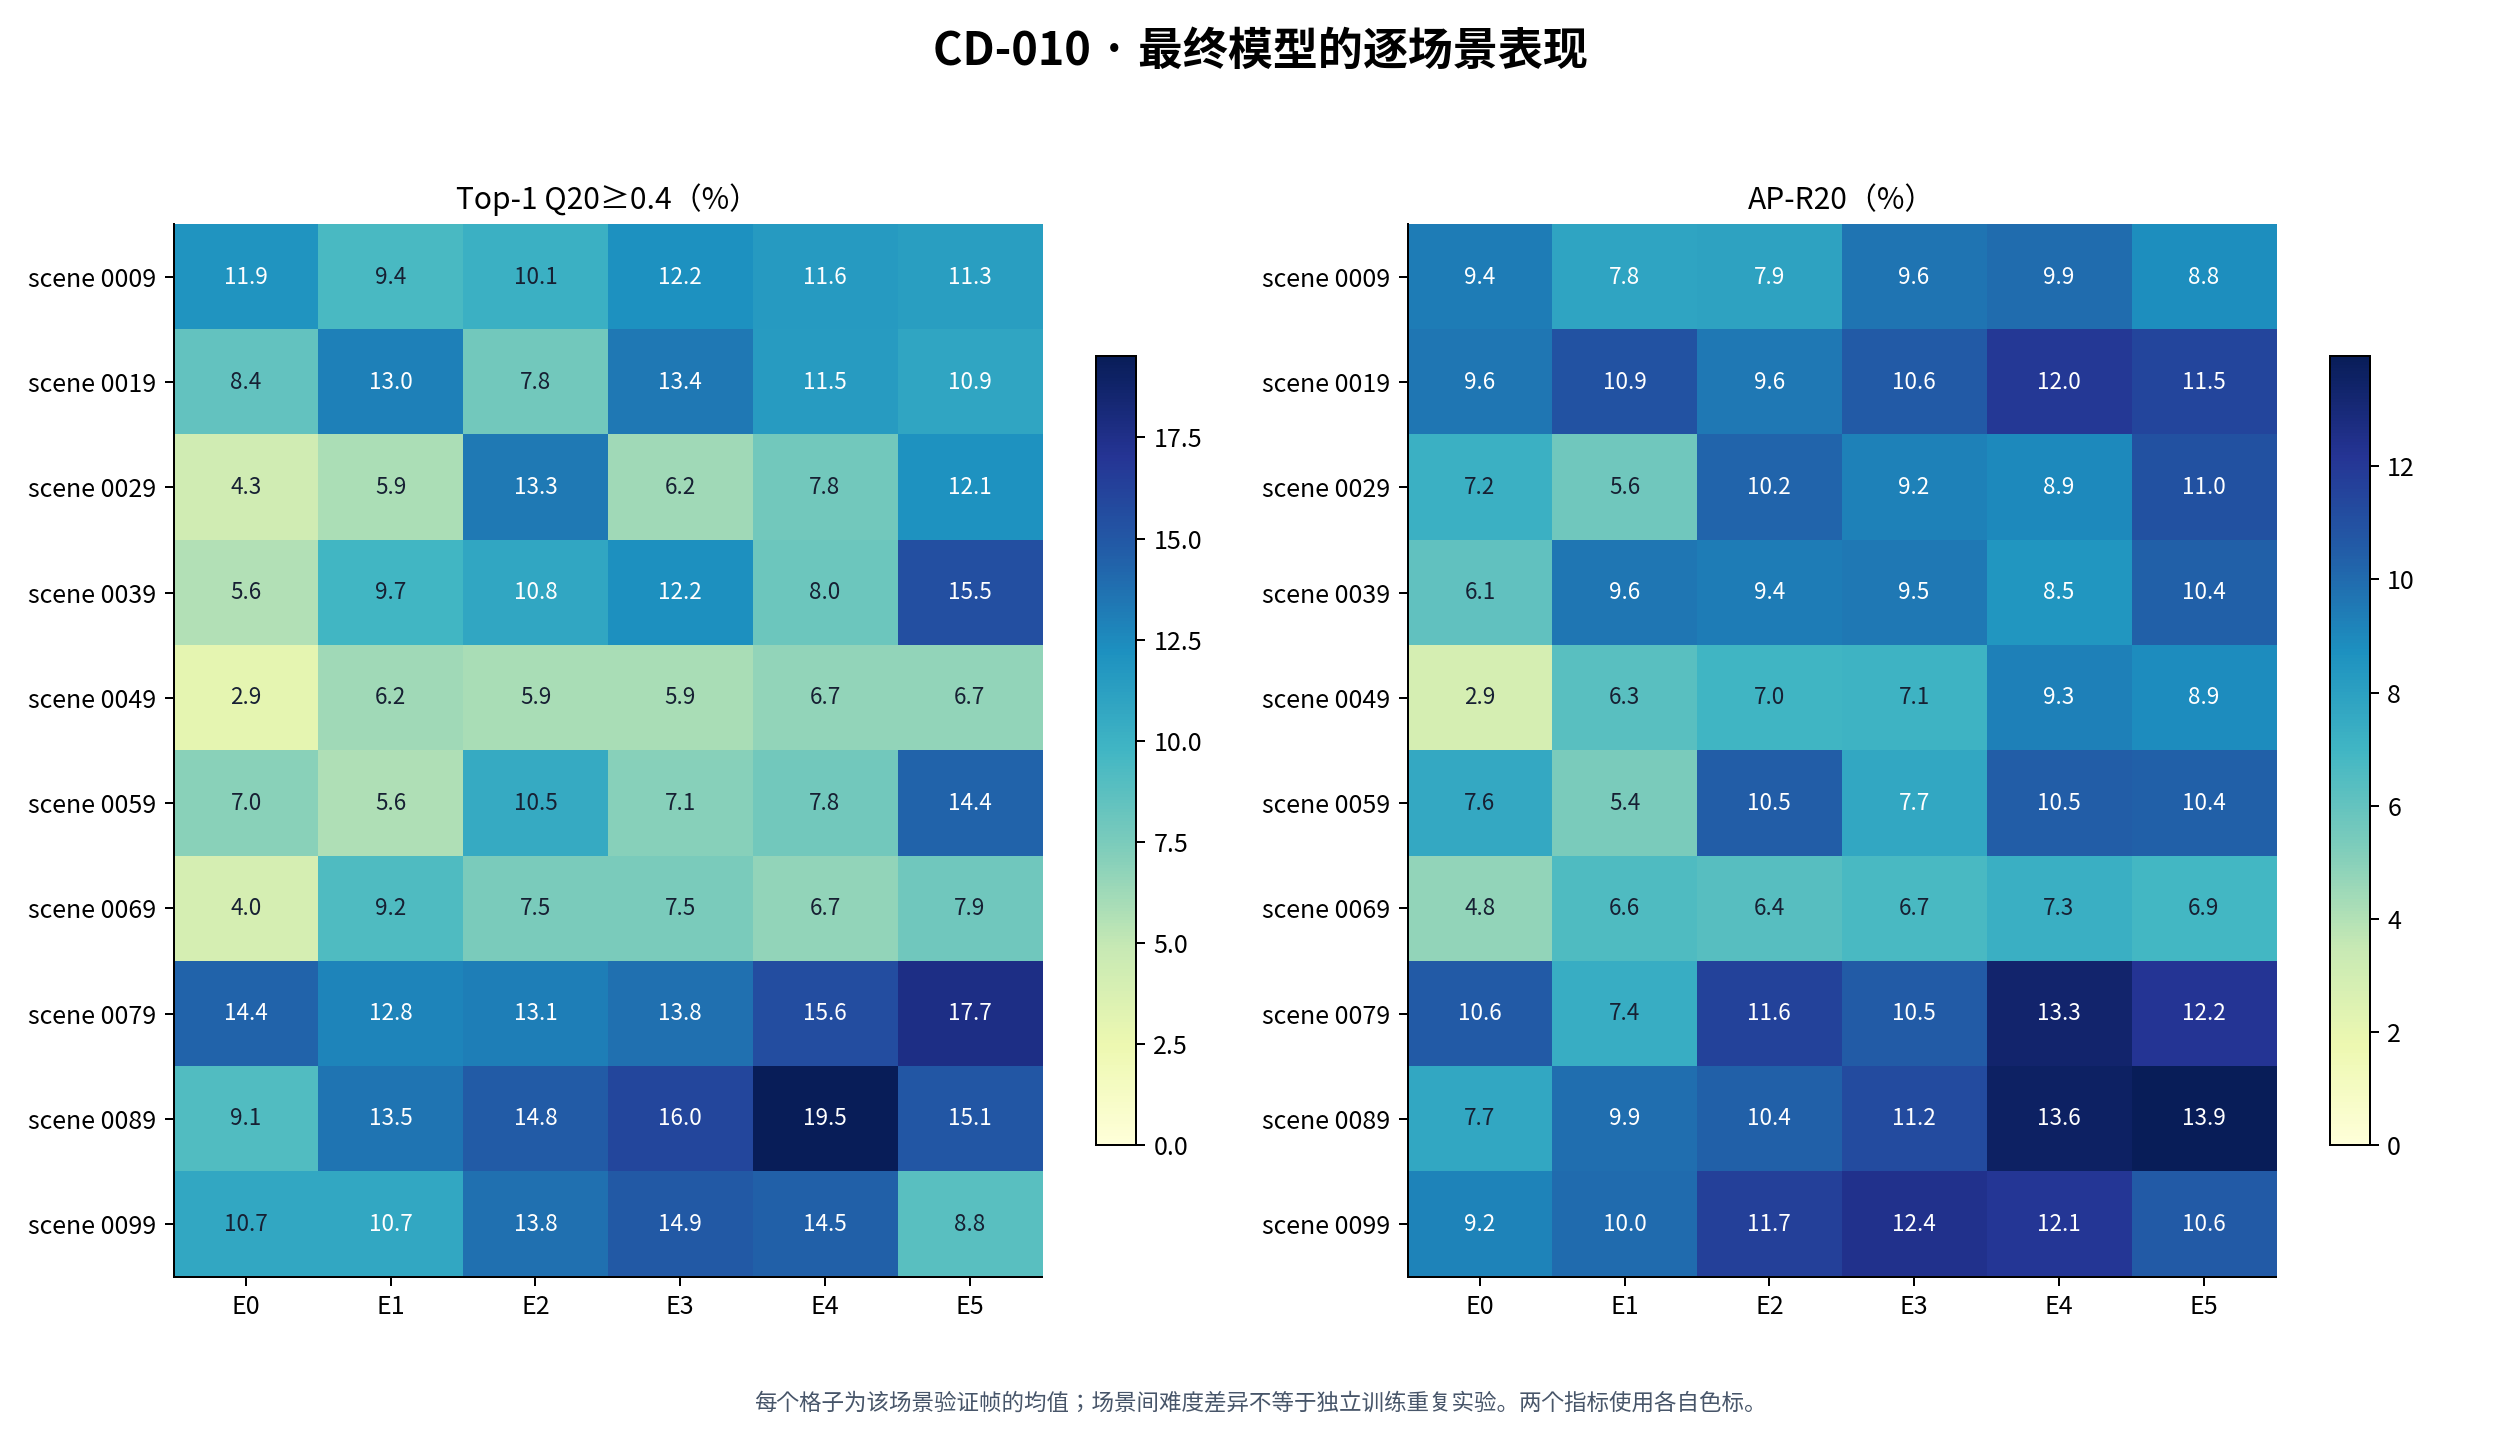 CD-010 · 最终模型的逐场景表现
Top-1 Q20≥0.4（%）
scene 0009 11.9 9.4 10.1 12.2 11.6 11.3
scene 0019 8.4 13.0 7.8 13.4 11.5 10.9
scene 0029 4.3 5.9 13.3 6.2 7.8 12.1
scene 0039 5.6 9.7 10.8 12.2 8.0 15.5
scene 0049 2.9 6.2 5.9 5.9 6.7 6.7
scene 0059 7.0 5.6 10.5 7.1 7.8 14.4
scene 0069 4.0 9.2 7.5 7.5 6.7 7.9
scene 0079 14.4 12.8 13.1 13.8 15.6 17.7
scene 0089 9.1 13.5 14.8 16.0 19.5 15.1
scene 0099 10.7 10.7 13.8 14.9 14.5 8.8
E0 E1 E2 E3 E4 E5
17.5
15.0
12.5
10.0
7.5
5.0
2.5
0.0
AP-R20（%）
scene 0009 9.4 7.8 7.9 9.6 9.9 8.8
scene 0019 9.6 10.9 9.6 10.6 12.0 11.5
scene 0029 7.2 5.6 10.2 9.2 8.9 11.0
scene 0039 6.1 9.6 9.4 9.5 8.5 10.4
scene 0049 2.9 6.3 7.0 7.1 9.3 8.9
scene 0059 7.6 5.4 10.5 7.7 10.5 10.4
scene 0069 4.8 6.6 6.4 6.7 7.3 6.9
scene 0079 10.6 7.4 11.6 10.5 13.3 12.2
scene 0089 7.7 9.9 10.4 11.2 13.6 13.9
scene 0099 9.2 10.0 11.7 12.4 12.1 10.6
E0 E1 E2 E3 E4 E5
12
10
8
6
4
2
0
每个格子为该场景验证帧的均值；场景间难度差异不等于独立训练重复实验。两个指标使用各自色标。